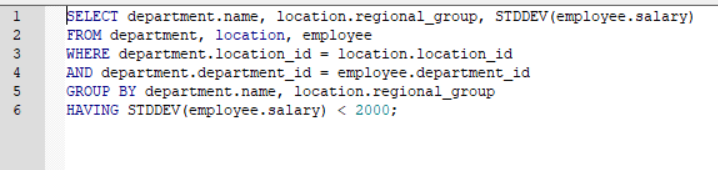 1 SELECT department.name, location.regional_group, STDDEV(employee.salary)
2 FROM department, location, employee
3 WHERE department.location_id = location.location_id
4 AND department.department_id = employee.department_id
5 GROUP BY department.name, location.regional_group
6 HAVING STDDEV(employee.salary) < 2000;